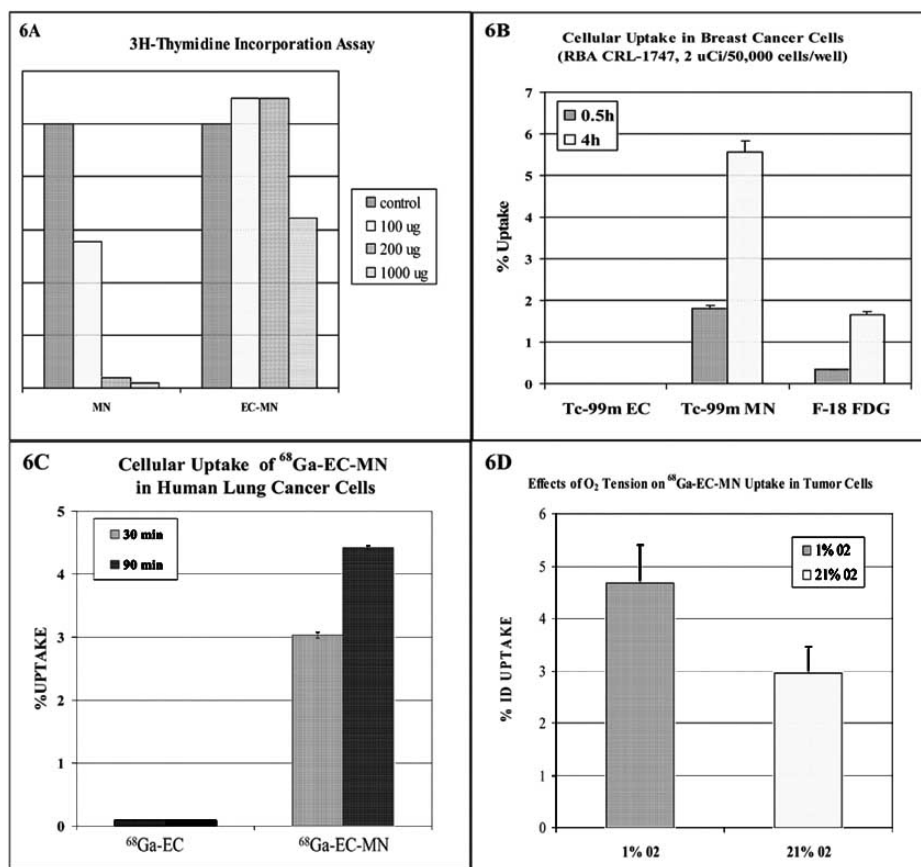 6A
3H-Thymidine Incorporation Assay
control
100 ug
200 ug
1000 ug
MN
EC-MN
6B
Cellular Uptake in Breast Cancer Cells
(RBA CRL-1747, 2 uCi/50,000 cells/well)
% Uptake
7
6
5
4
3
2
1
0
0.5h
4h
Tc-99m EC
Tc-99m MN
F-18 FDG
6C
Cellular Uptake of ⁶⁸Ga-EC-MN
in Human Lung Cancer Cells
%UPTAKE
5
4
3
2
1
0
30 min
90 min
⁶⁸Ga-EC
⁶⁸Ga-EC-MN
6D
Effects of O₂ Tension on ⁶⁸Ga-EC-MN Uptake in Tumor Cells
% ID UPTAKE
6
5
4
3
2
1
0
1% 02
21% 02
1% 02
21% 02